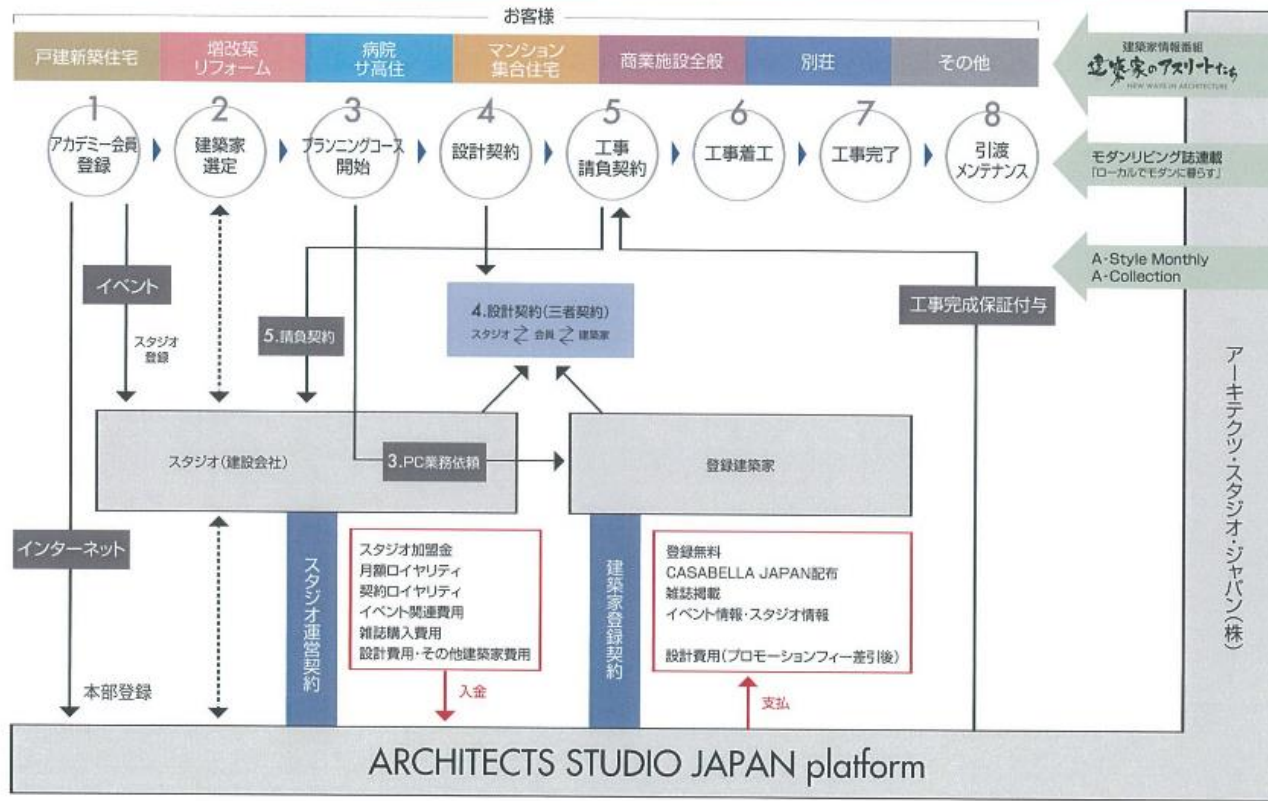 お客様
戸建新築住宅
増改築
リフォーム
病院
サ高住
マンション
集合住宅
商業施設全般
別荘
その他
建築家情報番組
建築家のアスリートたち
NEW WAYS IN ARCHITECTURE
1
アカデミー会員
登録
2
建築家
選定
3
プランニングコース
開始
4
設計契約
5
工事
請負契約
6
工事着工
7
工事完了
8
引渡
メンテナンス
モダンリビング誌連載
「ローカルでモダンに暮らす」
A-Style Monthly
A-Collection
イベント
スタジオ
登録
5.請負契約
4.設計契約(三者契約)
スタジオ⇄会員⇄建築家
工事完成保証付与
スタジオ(建設会社)
3.PC業務依頼
登録建築家
インターネット
本部登録
スタジオ運営契約
スタジオ加盟金
月額ロイヤリティ
契約ロイヤリティ
イベント関連費用
雑誌購入費用
設計費用・その他建築家費用
入金
建築家登録契約
登録無料
CASABELLA JAPAN配布
雑誌掲載
イベント情報・スタジオ情報
設計費用(プロモーションフィー差引後)
支払
アーキテクツ・スタジオ・ジャパン(株)
ARCHITECTS STUDIO JAPAN platform